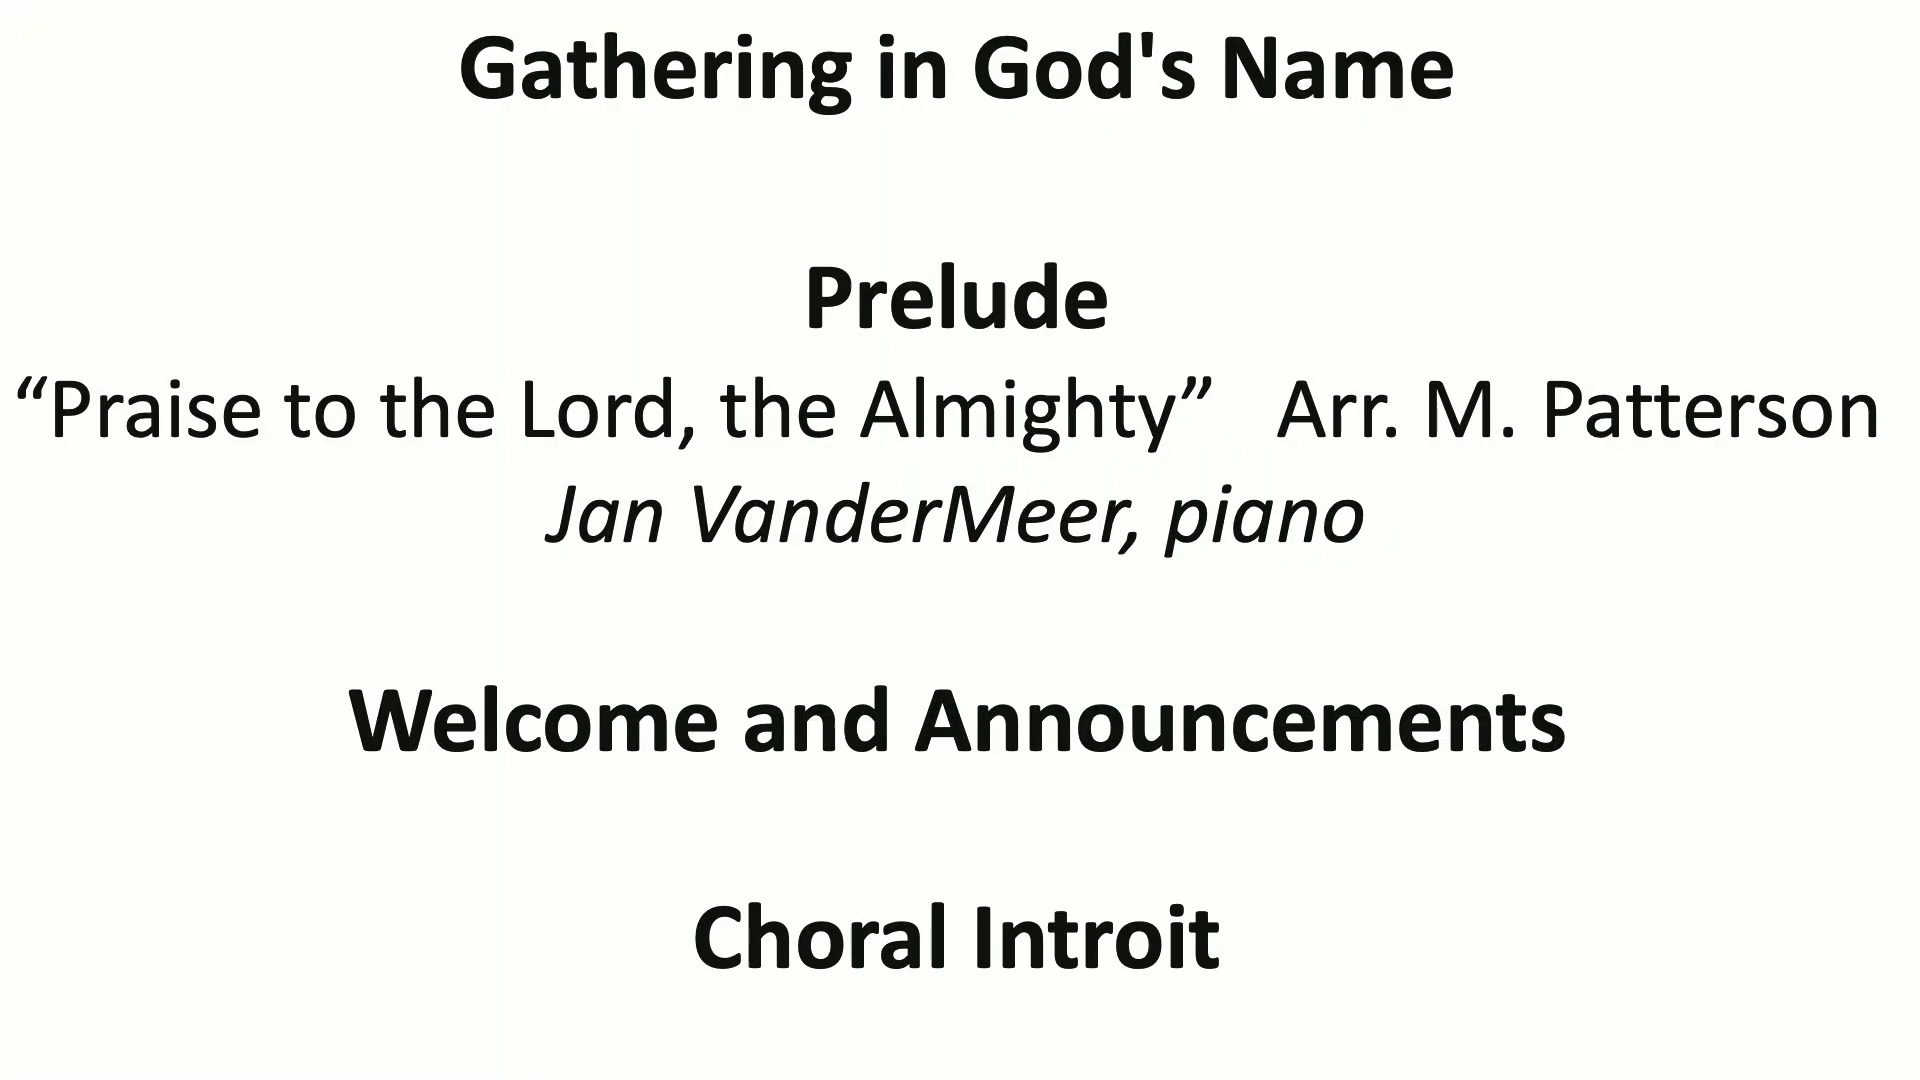 Gathering in God's Name
Prelude
“Praise to the Lord, the Almighty”   Arr. M. Patterson
Jan VanderMeer, piano
Welcome and Announcements
Choral Introit